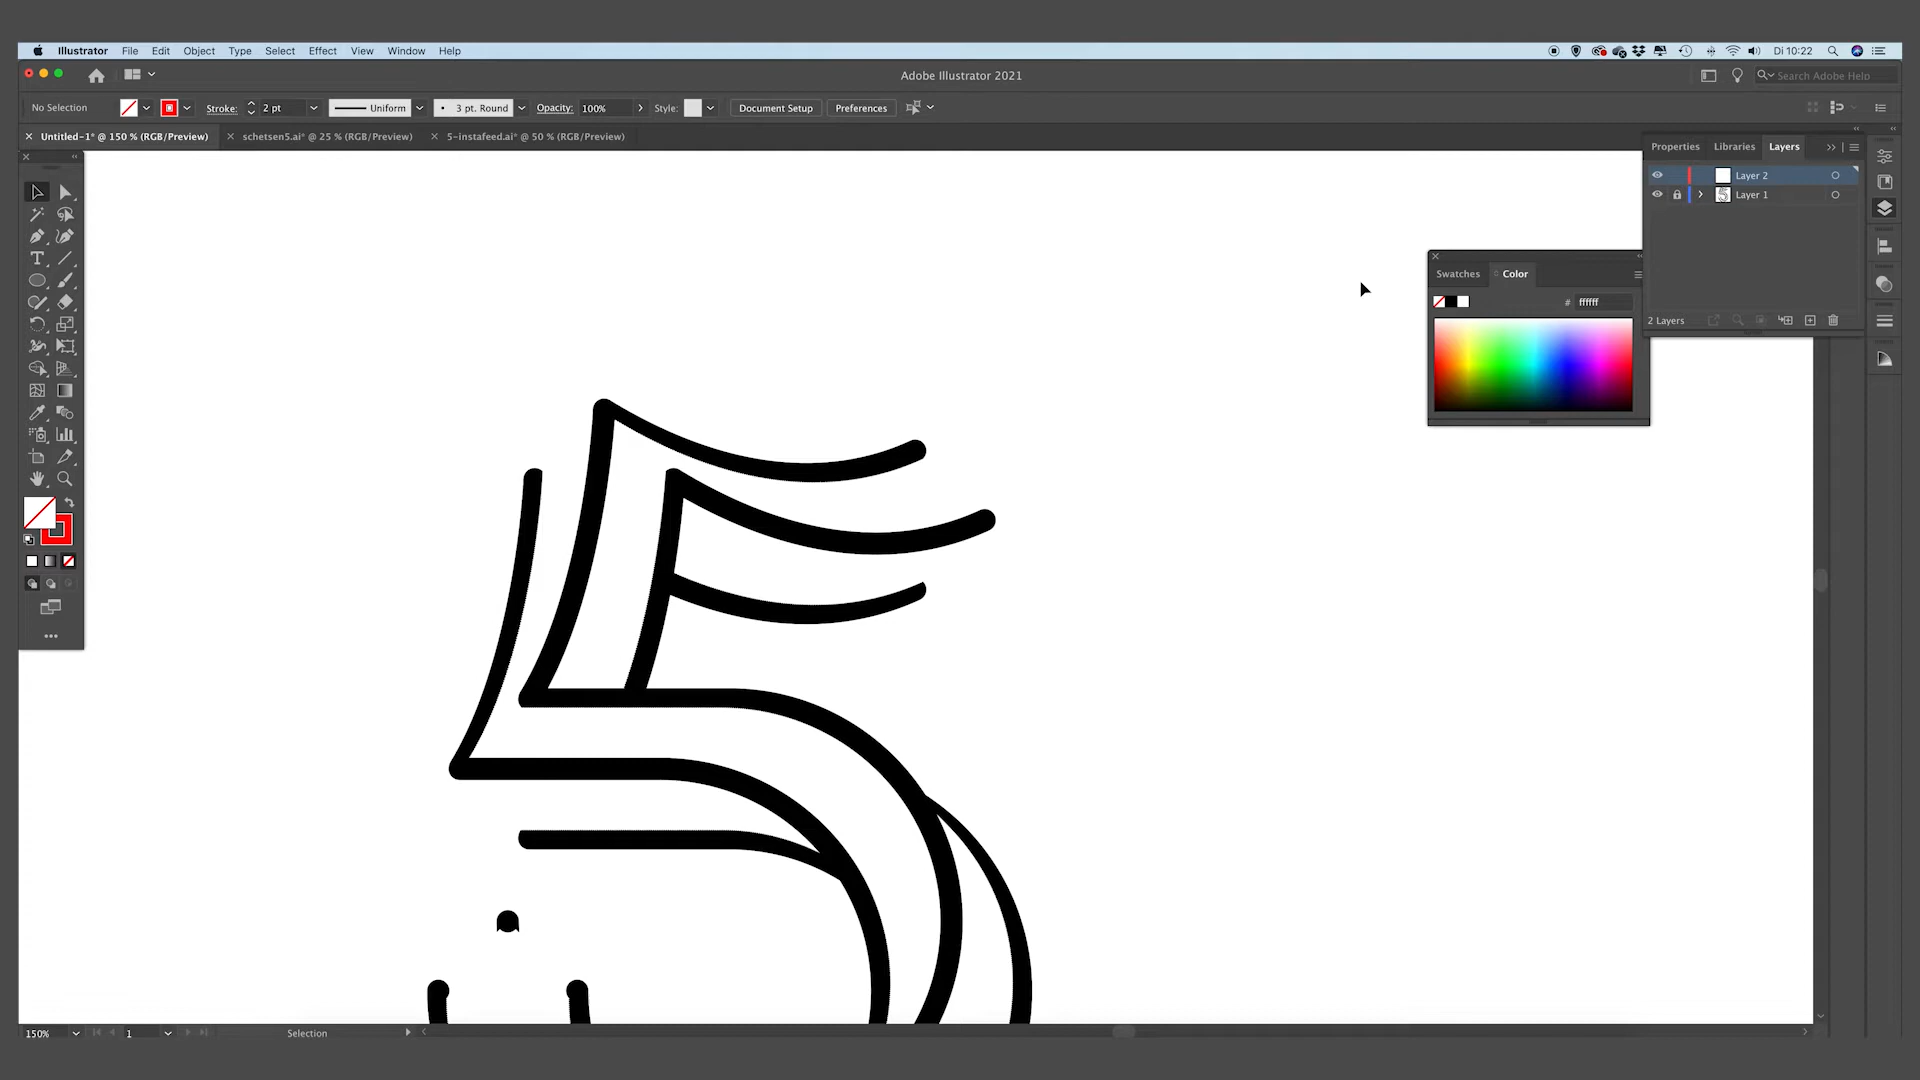 Illustrator File Edit Object Type Select Effect View Window Help Di 10:22
Adobe Illustrator 2021 Search Adobe Help
No Selection Stroke: 2 pt Uniform 3 pt. Round Opacity: 100% Style: Document Setup Preferences
Untitled-1* @ 150 % (RGB/Preview) schetsen5.ai* @ 25 % (RGB/Preview) 5-instafeed.ai* @ 50 % (RGB/Preview)
Properties Libraries Layers
Layer 2
Layer 1
Swatches Color
# ffffff
2 Layers
5
150% 1 Selection